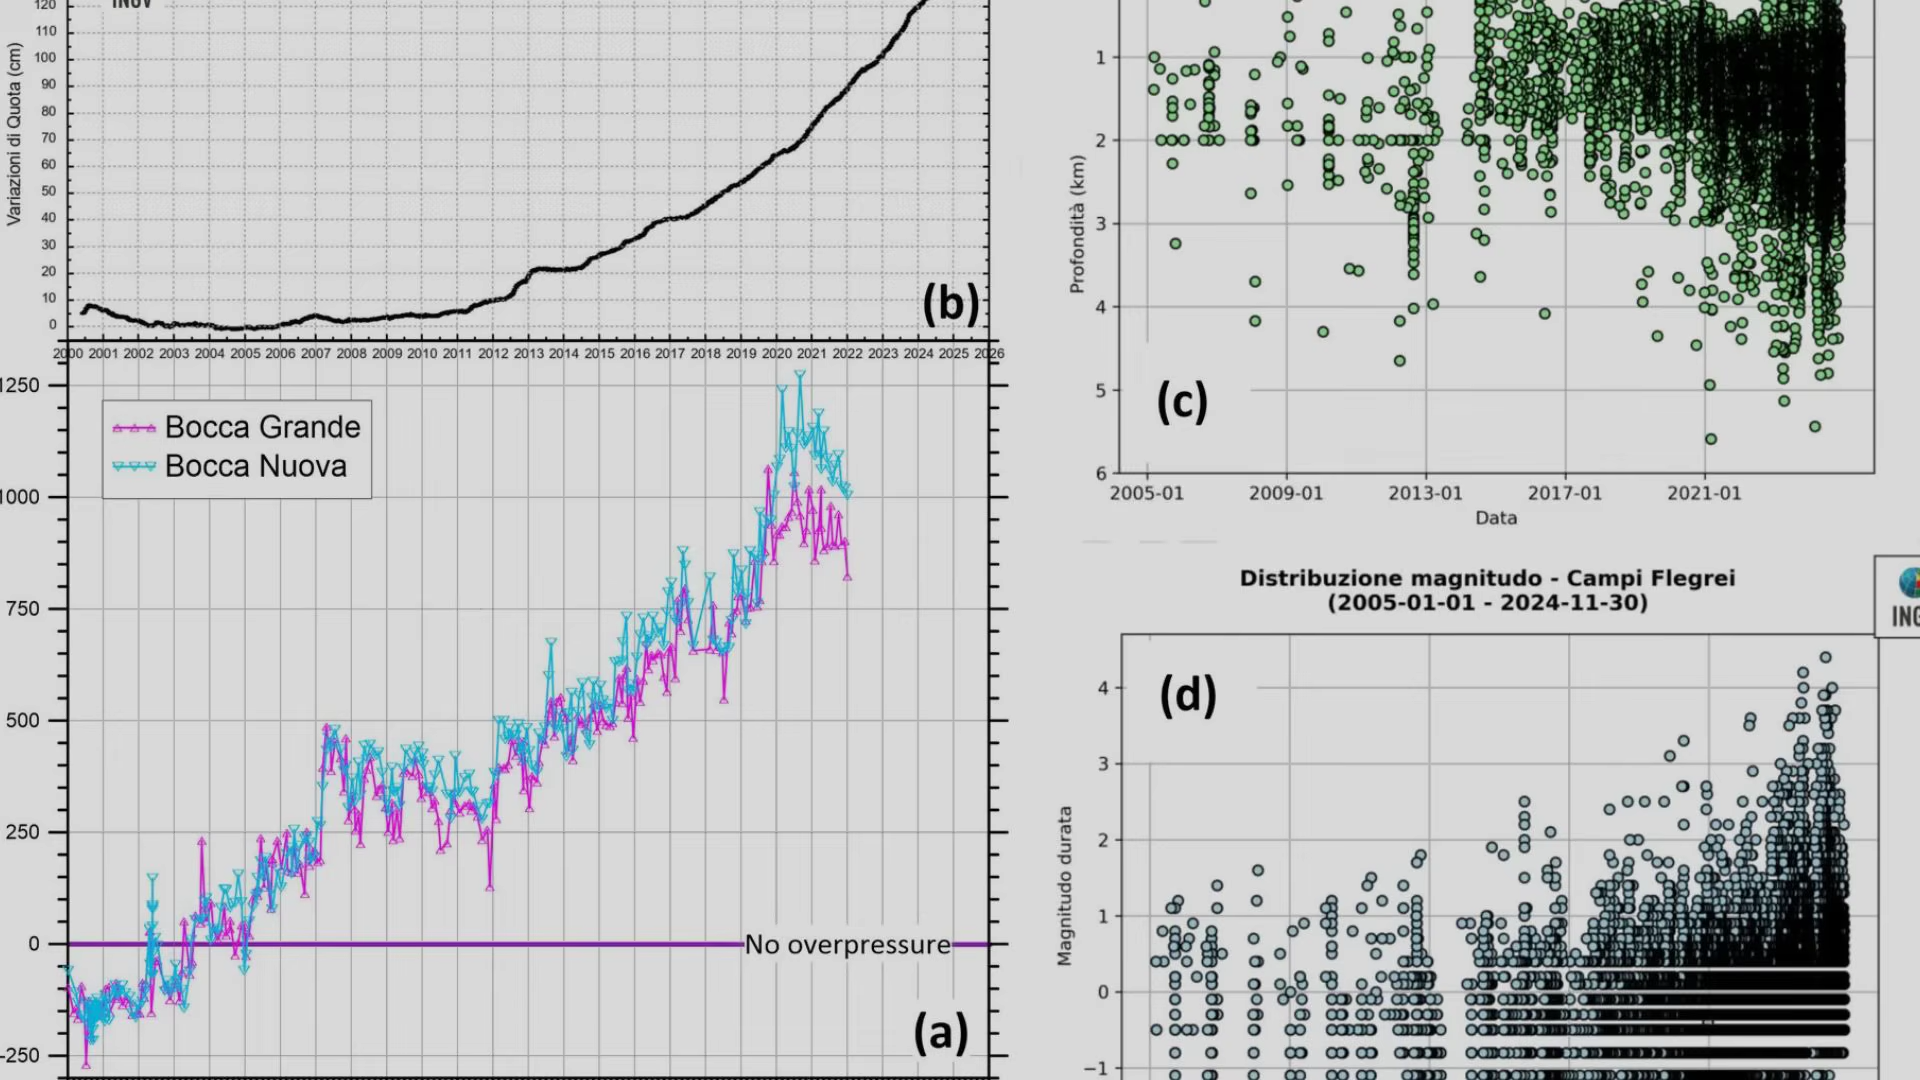 INGV
Variazioni di Quota (cm)
120
110
100
90
80
70
60
50
40
30
20
10
0
(b)
2000 2001 2002 2003 2004 2005 2006 2007 2008 2009 2010 2011 2012 2013 2014 2015 2016 2017 2018 2019 2020 2021 2022 2023 2024 2025 2026
1250
1000
750
500
250
0
-250
Bocca Grande
Bocca Nuova
No overpressure
(a)
Profondità (km)
1
2
3
4
5
6
(c)
2005-01 2009-01 2013-01 2017-01 2021-01
Data
Distribuzione magnitudo - Campi Flegrei
(2005-01-01 - 2024-11-30)
ING
(d)
Magnitudo durata
4
3
2
1
0
−1